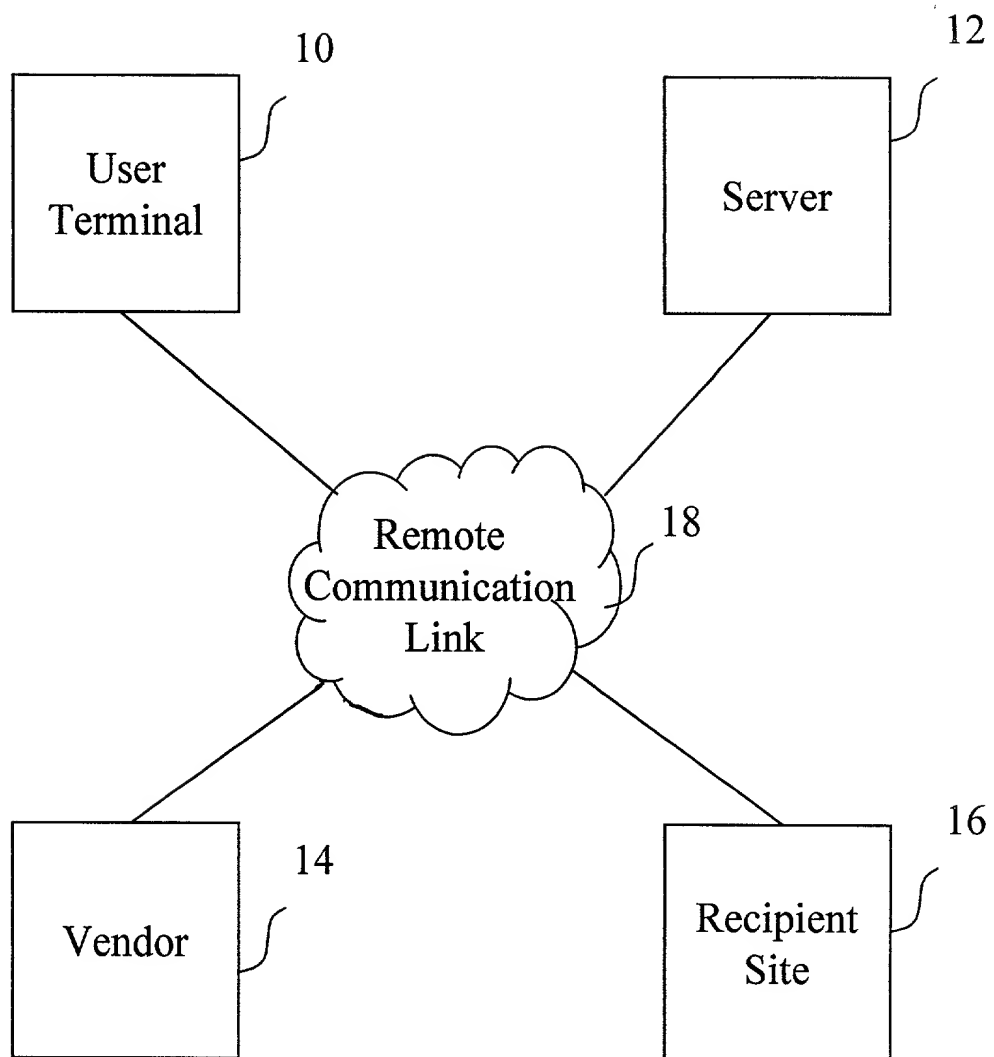 10
12
User
Terminal
Server
Remote
Communication
Link
18
14
Vendor
16
Recipient
Site